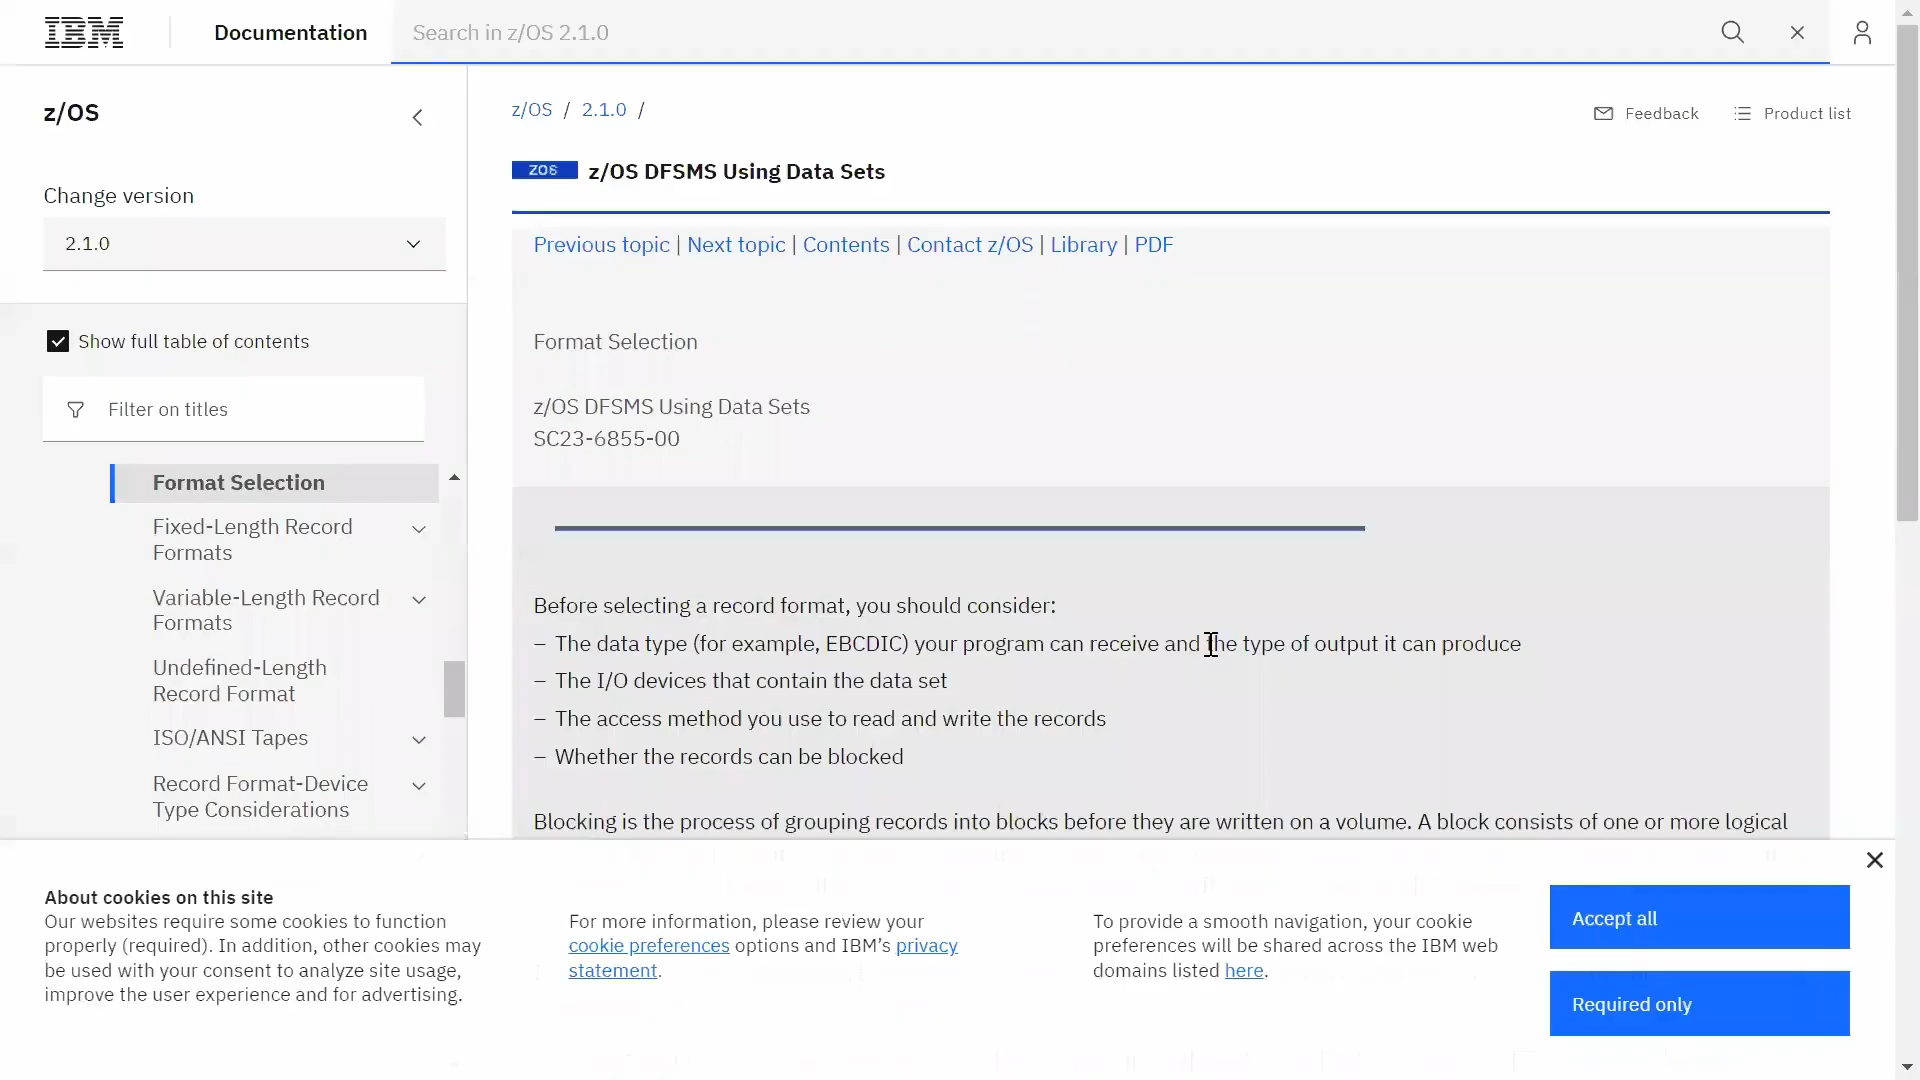 IBM
Documentation
Search in z/OS 2.1.0
z/OS
Change version
2.1.0
Show full table of contents
Filter on titles
Format Selection
Fixed-Length Record
Formats
Variable-Length Record
Formats
Undefined-Length
Record Format
ISO/ANSI Tapes
Record Format-Device
Type Considerations
z/OS / 2.1.0 /
Feedback
Product list
ZOS z/OS DFSMS Using Data Sets
Previous topic | Next topic | Contents | Contact z/OS | Library | PDF
Format Selection
z/OS DFSMS Using Data Sets
SC23-6855-00
Before selecting a record format, you should consider:
– The data type (for example, EBCDIC) your program can receive and the type of output it can produce
– The I/O devices that contain the data set
– The access method you use to read and write the records
– Whether the records can be blocked
Blocking is the process of grouping records into blocks before they are written on a volume. A block consists of one or more logical
About cookies on this site
Our websites require some cookies to function
properly (required). In addition, other cookies may
be used with your consent to analyze site usage,
improve the user experience and for advertising.
For more information, please review your
cookie preferences options and IBM's privacy
statement.
To provide a smooth navigation, your cookie
preferences will be shared across the IBM web
domains listed here.
Accept all
Required only